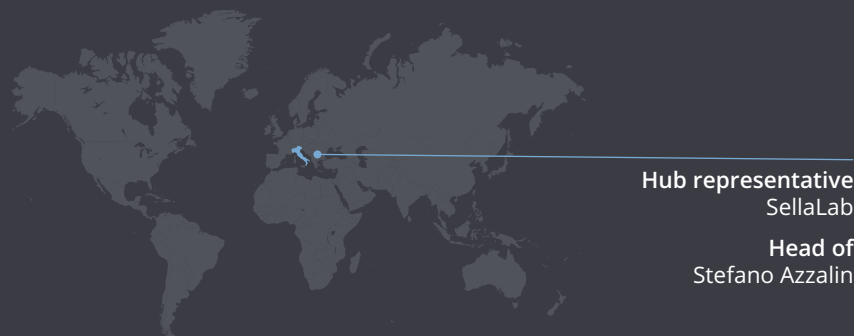 Hub representative
SellaLab
Head of
Stefano Azzalin